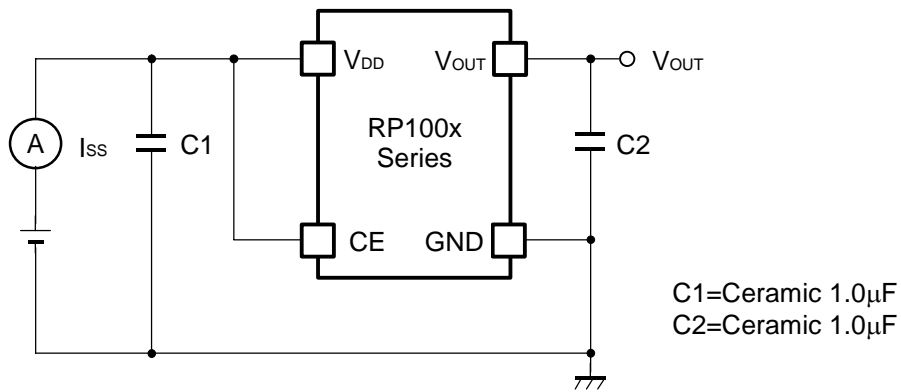 VDD
VOUT
VOUT
RP100x
Series
A
ISS
C1
C2
CE
GND
C1=Ceramic 1.0μF
C2=Ceramic 1.0μF